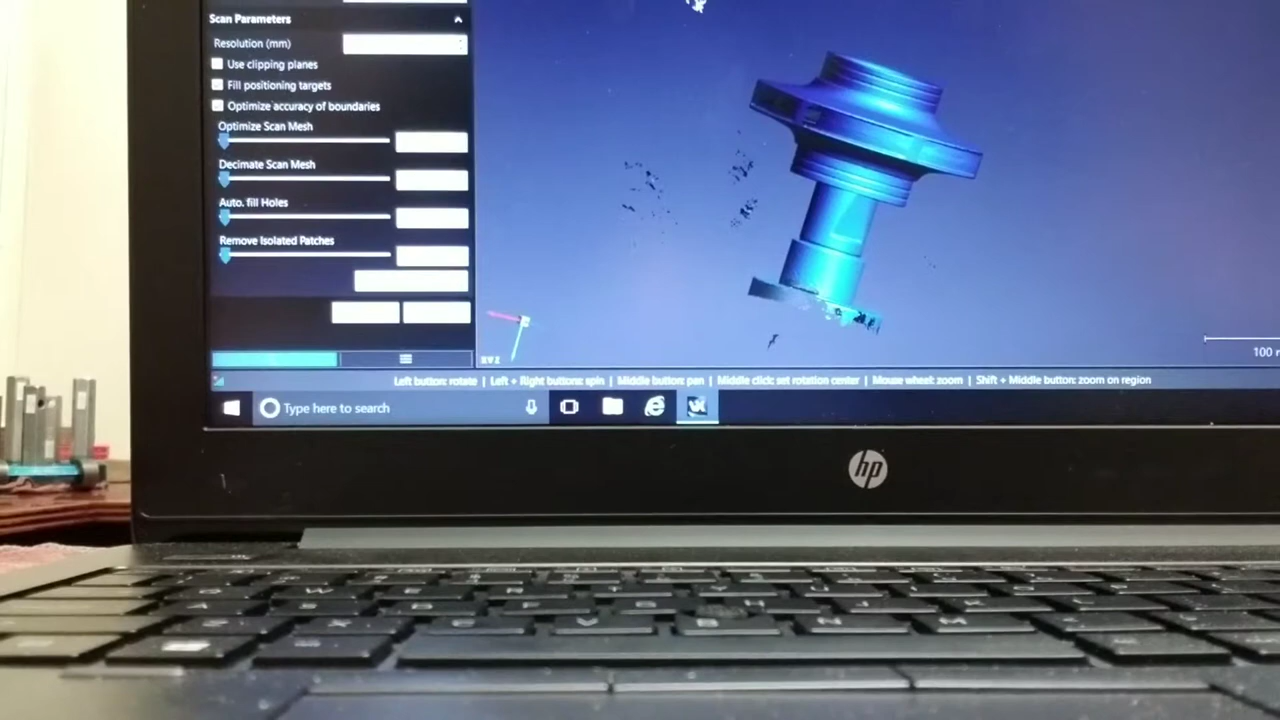 Scan Parameters
Resolution (mm)
Use clipping planes
Fill positioning targets
Optimize accuracy of boundaries
Optimize Scan Mesh
Decimate Scan Mesh
Auto. fill Holes
Remove Isolated Patches
X Y Z
100
Left button: rotate | Left + Right buttons: spin | Middle button: pan | Middle click: set rotation center | Mouse wheel: zoom | Shift + Middle button: zoom on region
Type here to search
hp
Z X C V B N M